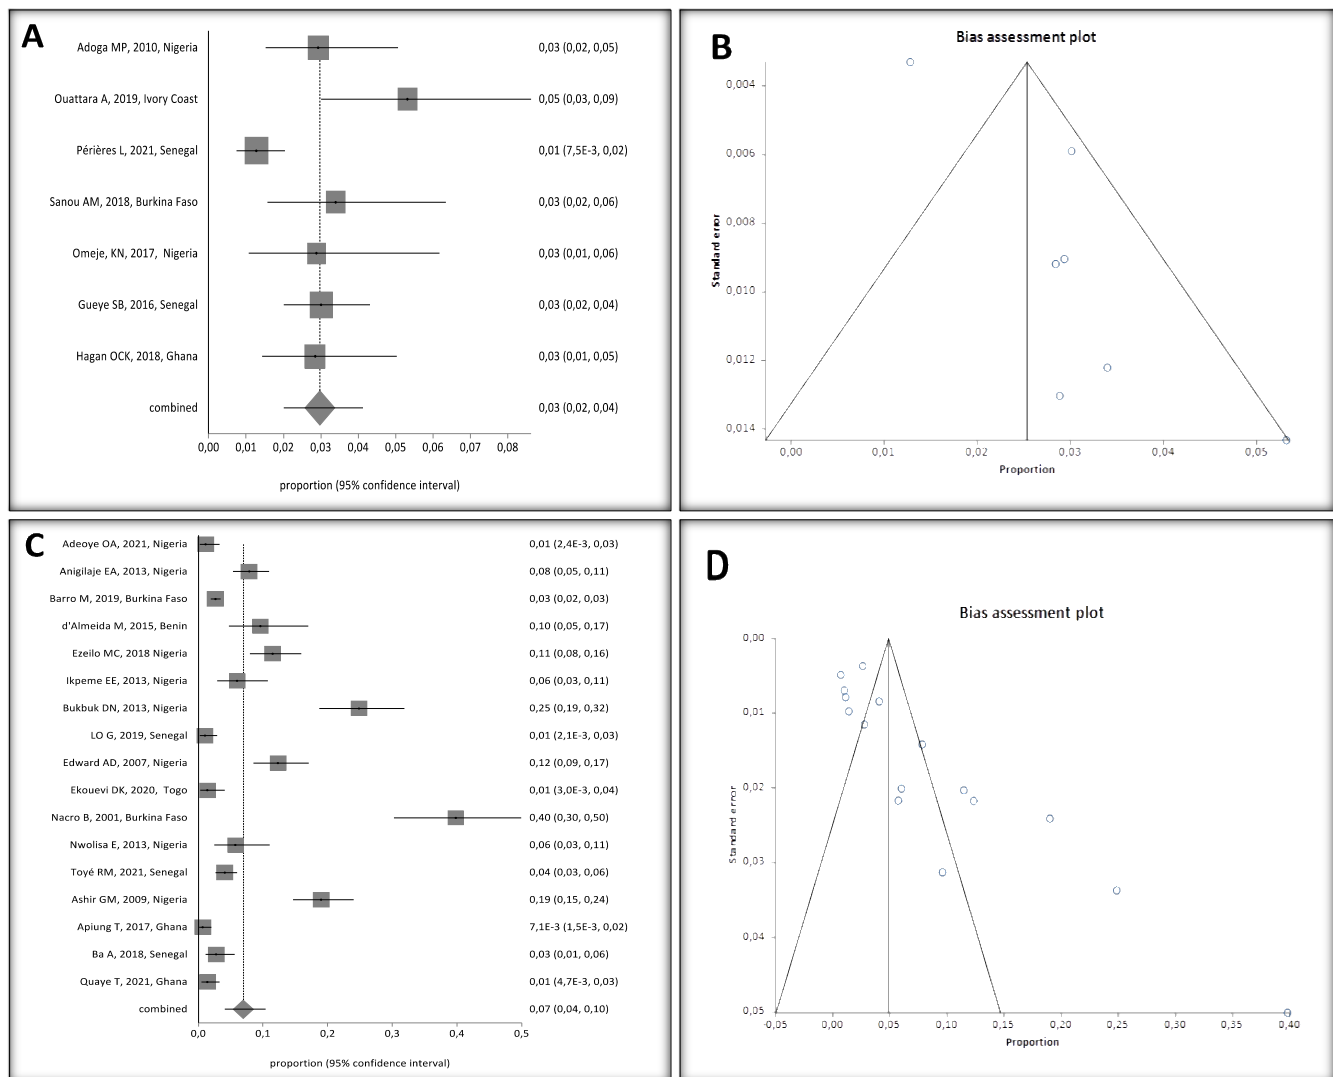 A
Adoga MP, 2010, Nigeria 0,03 (0,02, 0,05)
Ouattara A, 2019, Ivory Coast 0,05 (0,03, 0,09)
Périères L, 2021, Senegal 0,01 (7,5E-3, 0,02)
Sanou AM, 2018, Burkina Faso 0,03 (0,02, 0,06)
Omeje, KN, 2017, Nigeria 0,03 (0,01, 0,06)
Gueye SB, 2016, Senegal 0,03 (0,02, 0,04)
Hagan OCK, 2018, Ghana 0,03 (0,01, 0,05)
combined 0,03 (0,02, 0,04)
0,00 0,01 0,02 0,03 0,04 0,05 0,06 0,07 0,08
proportion (95% confidence interval)
B
Bias assessment plot
0,004
0,006
0,008
0,010
0,012
0,014
Standard error
0,00 0,01 0,02 0,03 0,04 0,05
Proportion
C
Adeoye OA, 2021, Nigeria 0,01 (2,4E-3, 0,03)
Anigilaje EA, 2013, Nigeria 0,08 (0,05, 0,11)
Barro M, 2019, Burkina Faso 0,03 (0,02, 0,03)
d'Almeida M, 2015, Benin 0,10 (0,05, 0,17)
Ezeilo MC, 2018 Nigeria 0,11 (0,08, 0,16)
Ikpeme EE, 2013, Nigeria 0,06 (0,03, 0,11)
Bukbuk DN, 2013, Nigeria 0,25 (0,19, 0,32)
LO G, 2019, Senegal 0,01 (2,1E-3, 0,03)
Edward AD, 2007, Nigeria 0,12 (0,09, 0,17)
Ekouevi DK, 2020, Togo 0,01 (3,0E-3, 0,04)
Nacro B, 2001, Burkina Faso 0,40 (0,30, 0,50)
Nwolisa E, 2013, Nigeria 0,06 (0,03, 0,11)
Toyé RM, 2021, Senegal 0,04 (0,03, 0,06)
Ashir GM, 2009, Nigeria 0,19 (0,15, 0,24)
Apiung T, 2017, Ghana 7,1E-3 (1,5E-3, 0,02)
Ba A, 2018, Senegal 0,03 (0,01, 0,06)
Quaye T, 2021, Ghana 0,01 (4,7E-3, 0,03)
combined 0,07 (0,04, 0,10)
0,0 0,1 0,2 0,3 0,4 0,5
proportion (95% confidence interval)
D
Bias assessment plot
0,00
0,01
0,02
0,03
0,04
0,05
Standard error
-0,05 0,00 0,05 0,10 0,15 0,20 0,25 0,30 0,35 0,40
Proportion